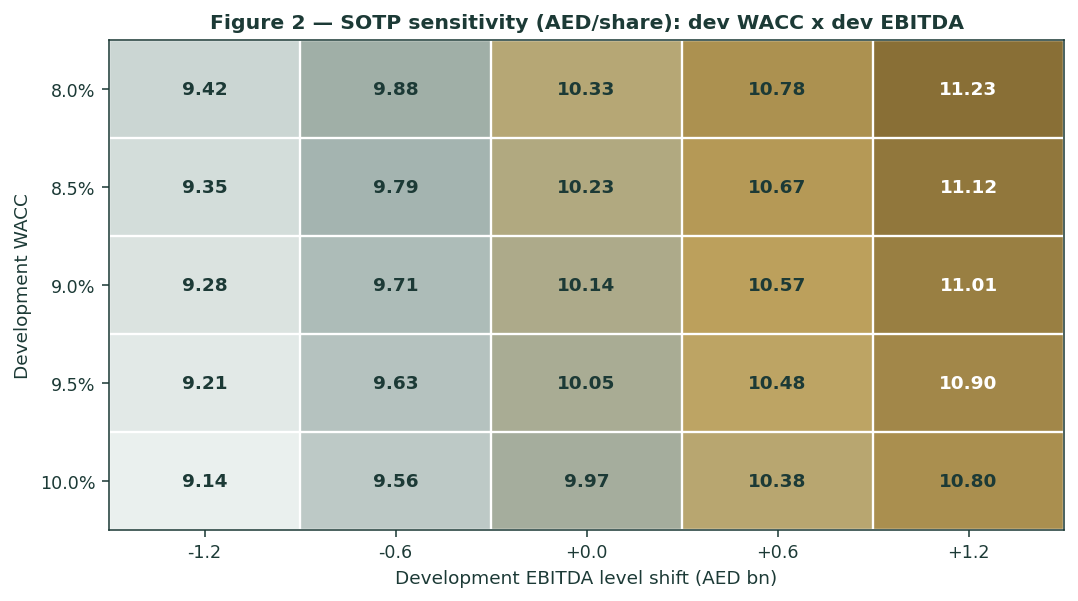 Figure 2 — SOTP sensitivity (AED/share): dev WACC x dev EBITDA
Development WACC
8.0% 9.42 9.88 10.33 10.78 11.23
8.5% 9.35 9.79 10.23 10.67 11.12
9.0% 9.28 9.71 10.14 10.57 11.01
9.5% 9.21 9.63 10.05 10.48 10.90
10.0% 9.14 9.56 9.97 10.38 10.80
-1.2 -0.6 +0.0 +0.6 +1.2
Development EBITDA level shift (AED bn)